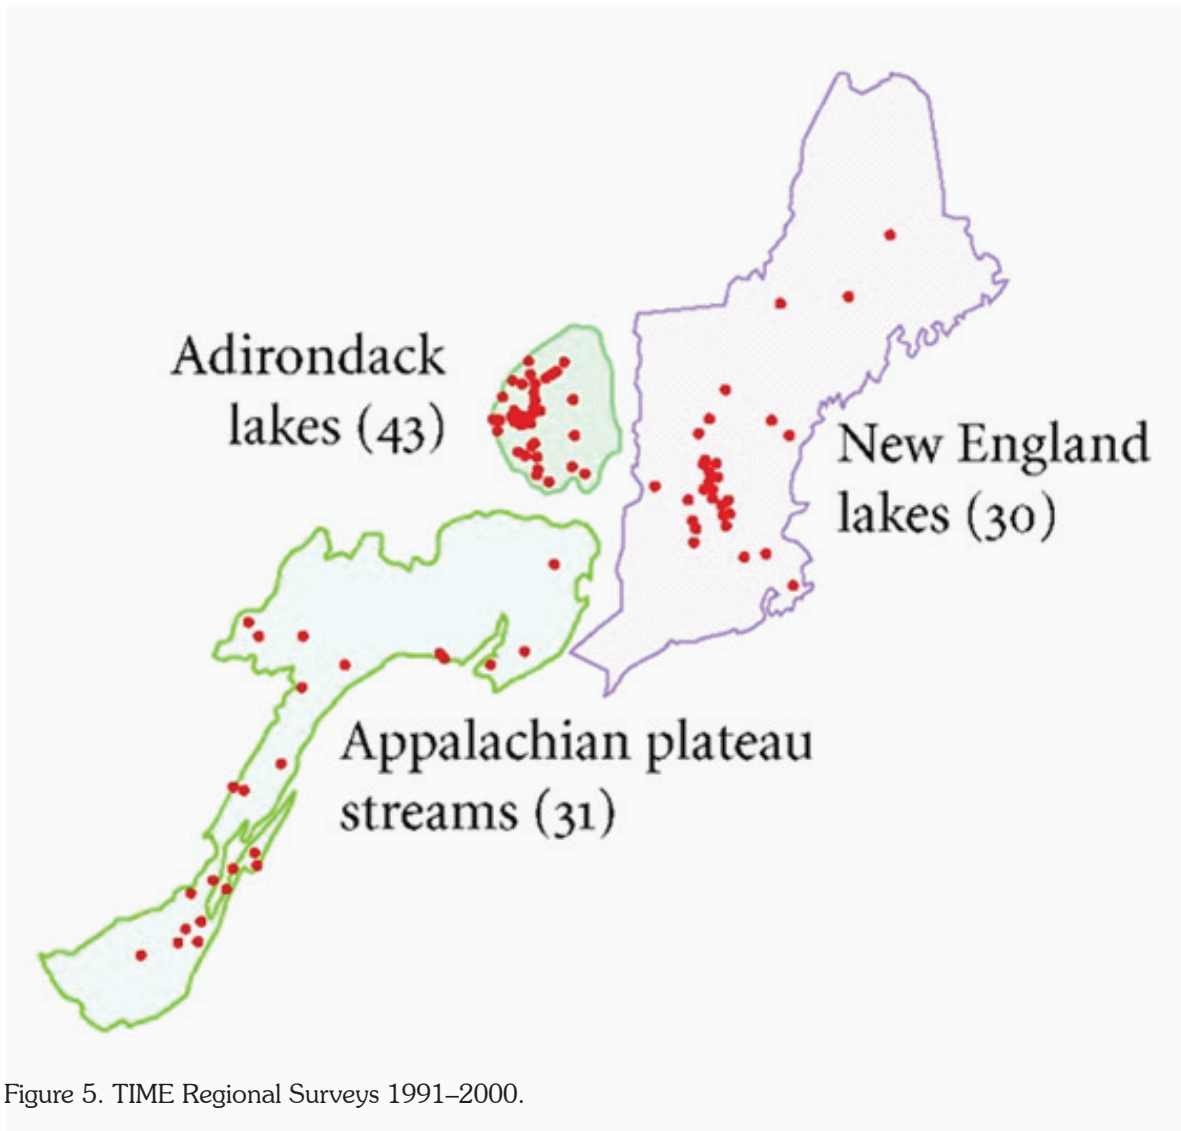 Adirondack
lakes (43)
New England
lakes (30)
Appalachian plateau
streams (31)
Figure 5. TIME Regional Surveys 1991–2000.